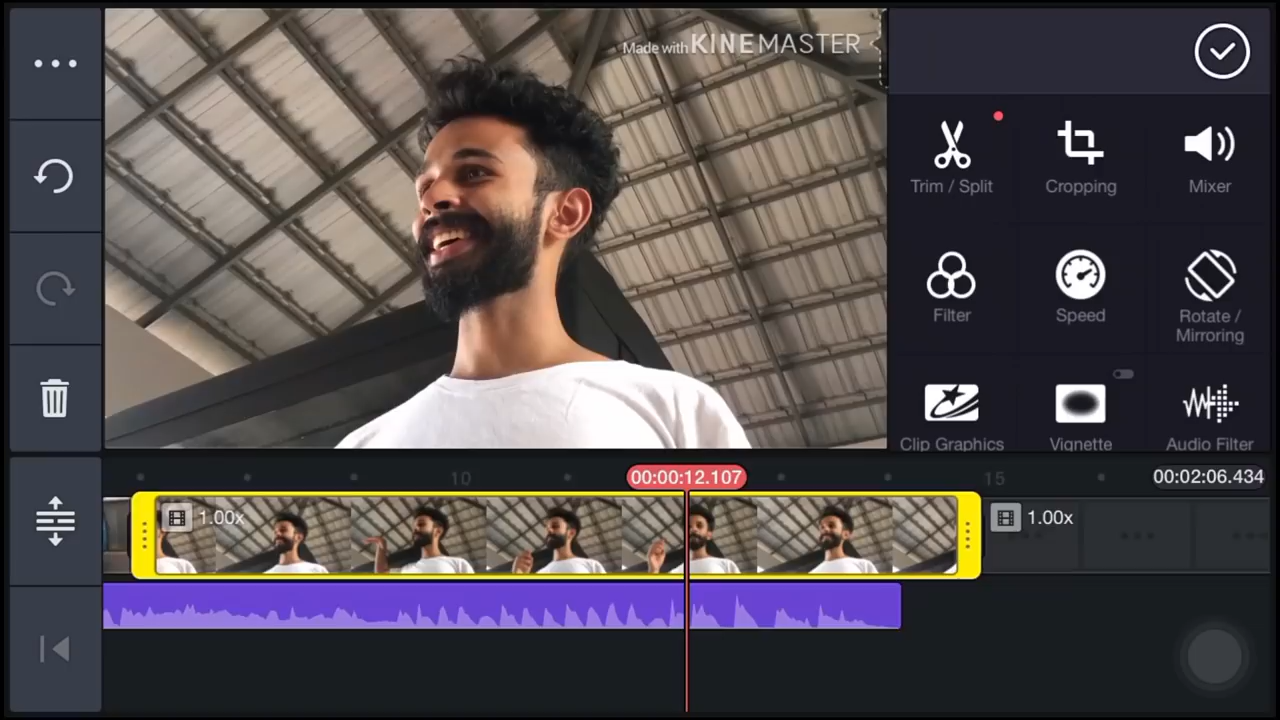 Made with KINEMASTER
Trim / Split
Cropping
Mixer
Filter
Speed
Rotate /
Mirroring
Clip Graphics
Vignette
Audio Filter
10
00:00:12.107
15
00:02:06.434
1.00x
1.00x